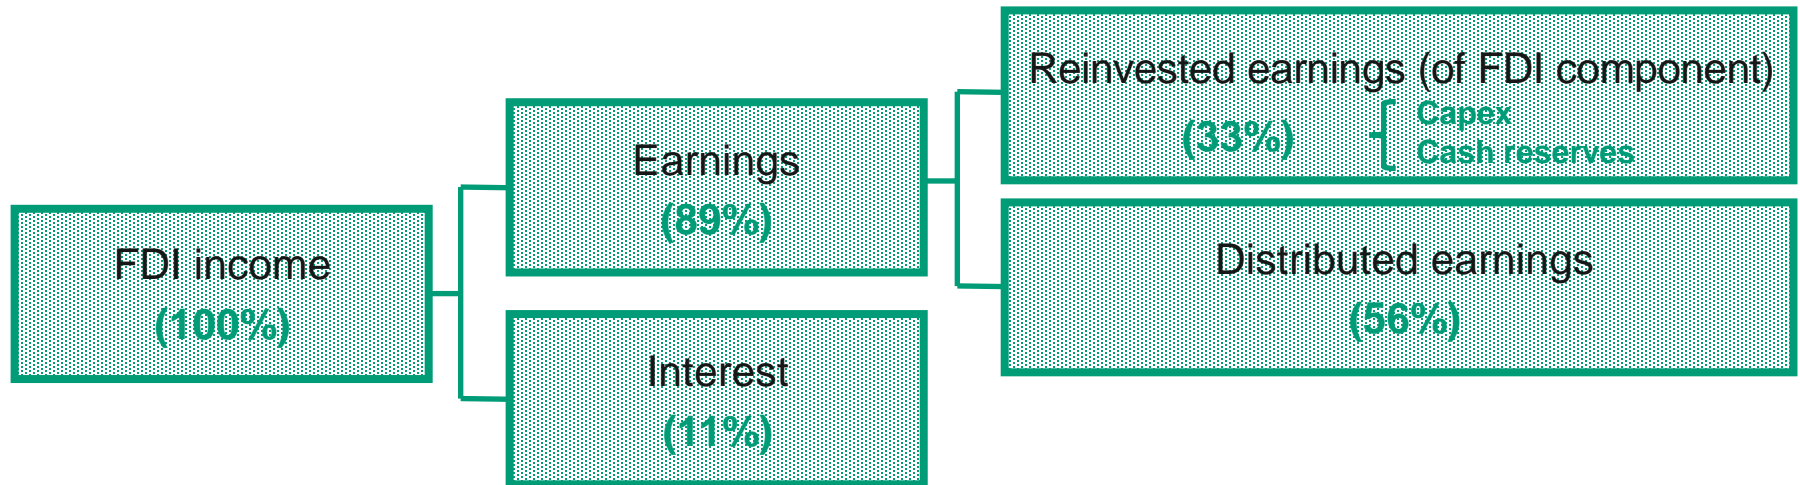 FDI income
(100%)
Earnings
(89%)
Interest
(11%)
Reinvested earnings (of FDI component)
(33%)
Capex
Cash reserves
Distributed earnings
(56%)